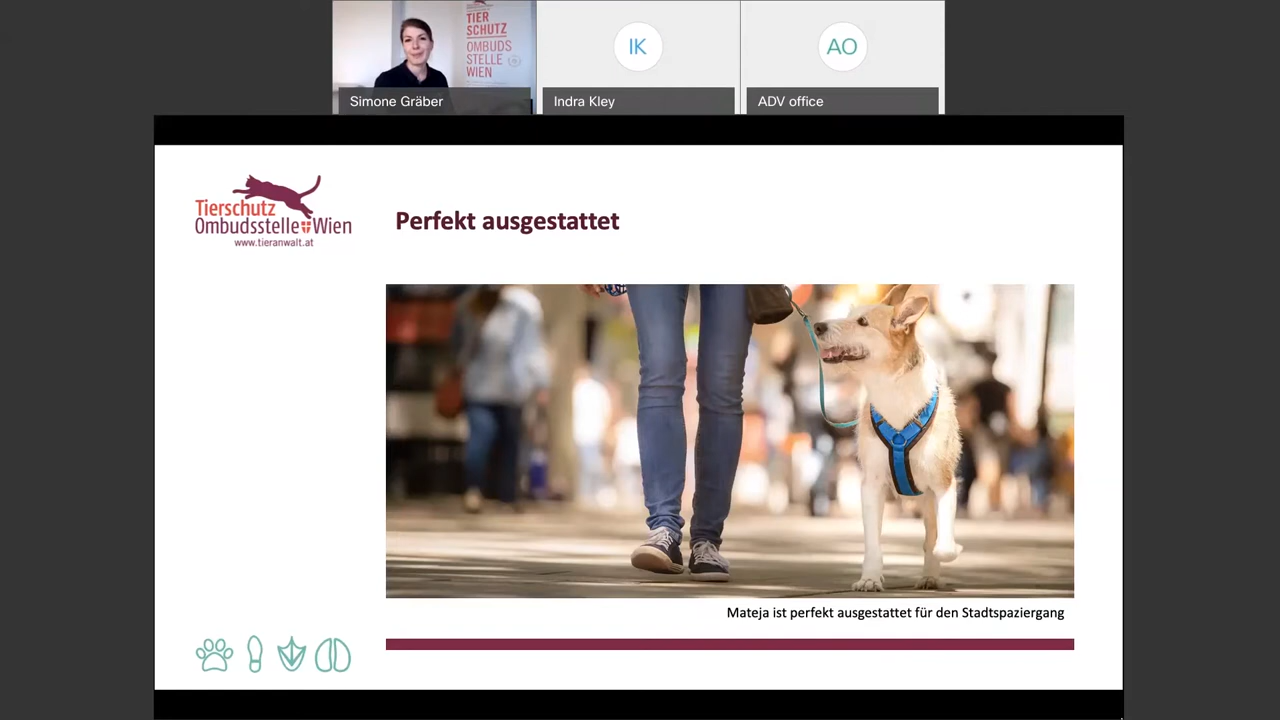 TIER
SCHUTZ
OMBUDS
STELLE
WIEN
IK
AO
Simone Gräber
Indra Kley
ADV office
Tierschutz
Ombudsstelle Wien
www.tieranwalt.at
Perfekt ausgestattet
Mateja ist perfekt ausgestattet für den Stadtspaziergang